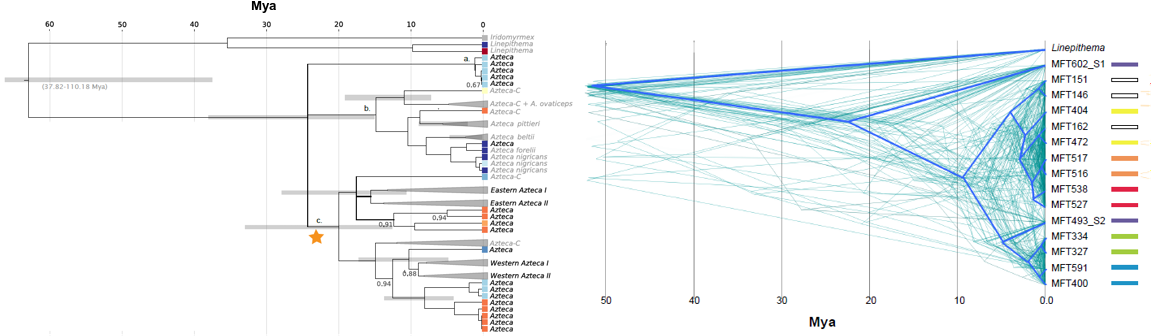 Mya
60 50 40 30 20 10 0
Iridomyrmex
Linepithema
Linepithema
a. Azteca
Azteca
Azteca
Azteca
0,67 Azteca
(37.82-110.18 Mya)
Azteca-C
b. Azteca-C + A. ovaticeps
Azteca-C
Azteca pittieri
Azteca beltii
Azteca
Azteca forelii
Azteca nigricans
Azteca nigricans
Azteca nigricans
Azteca-C
Eastern Azteca I
Eastern Azteca II
0,94 Azteca
c. 0,91 Azteca
Azteca
Azteca
Azteca-C
Azteca
Western Azteca I
0,88
Western Azteca II
0,94 Azteca
Azteca
Azteca
Azteca
Azteca
Azteca
Azteca
Azteca
Linepithema
MFT602_S1
MFT151
MFT146
MFT404
MFT162
MFT472
MFT517
MFT516
MFT538
MFT527
MFT493_S2
MFT334
MFT327
MFT591
MFT400
50 40 30 20 10 0.0
Mya